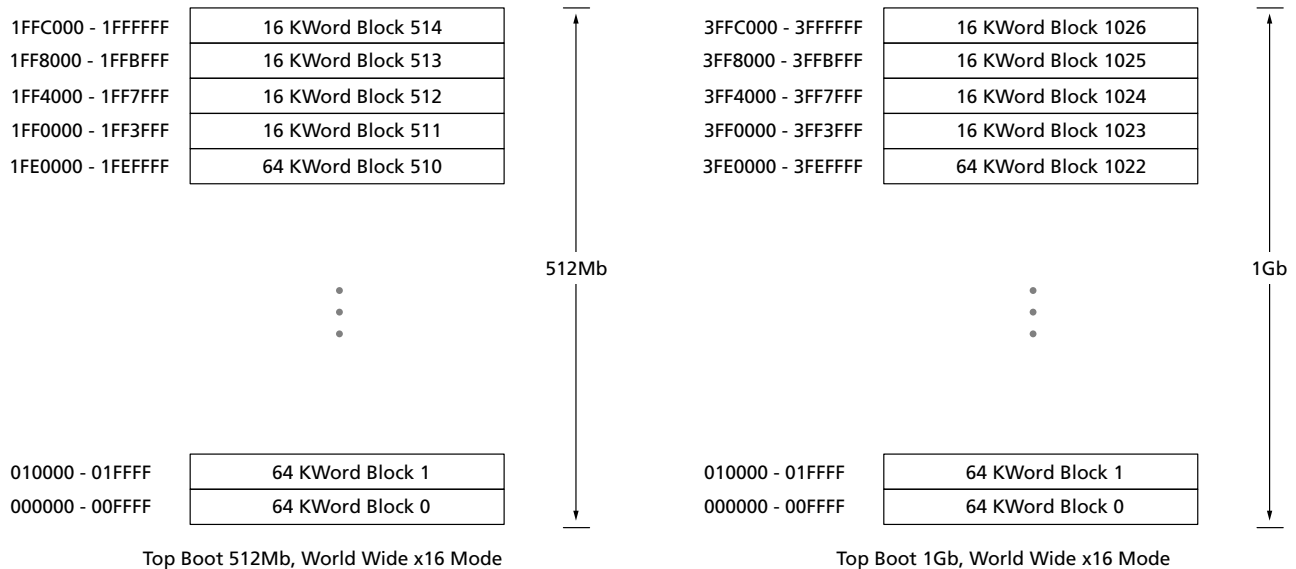 1FFC000 - 1FFFFFF 16 KWord Block 514
1FF8000 - 1FFBFFF 16 KWord Block 513
1FF4000 - 1FF7FFF 16 KWord Block 512
1FF0000 - 1FF3FFF 16 KWord Block 511
1FE0000 - 1FEFFFF 64 KWord Block 510
512Mb
010000 - 01FFFF 64 KWord Block 1
000000 - 00FFFF 64 KWord Block 0
Top Boot 512Mb, World Wide x16 Mode
3FFC000 - 3FFFFFF 16 KWord Block 1026
3FF8000 - 3FFBFFF 16 KWord Block 1025
3FF4000 - 3FF7FFF 16 KWord Block 1024
3FF0000 - 3FF3FFF 16 KWord Block 1023
3FE0000 - 3FEFFFF 64 KWord Block 1022
1Gb
010000 - 01FFFF 64 KWord Block 1
000000 - 00FFFF 64 KWord Block 0
Top Boot 1Gb, World Wide x16 Mode